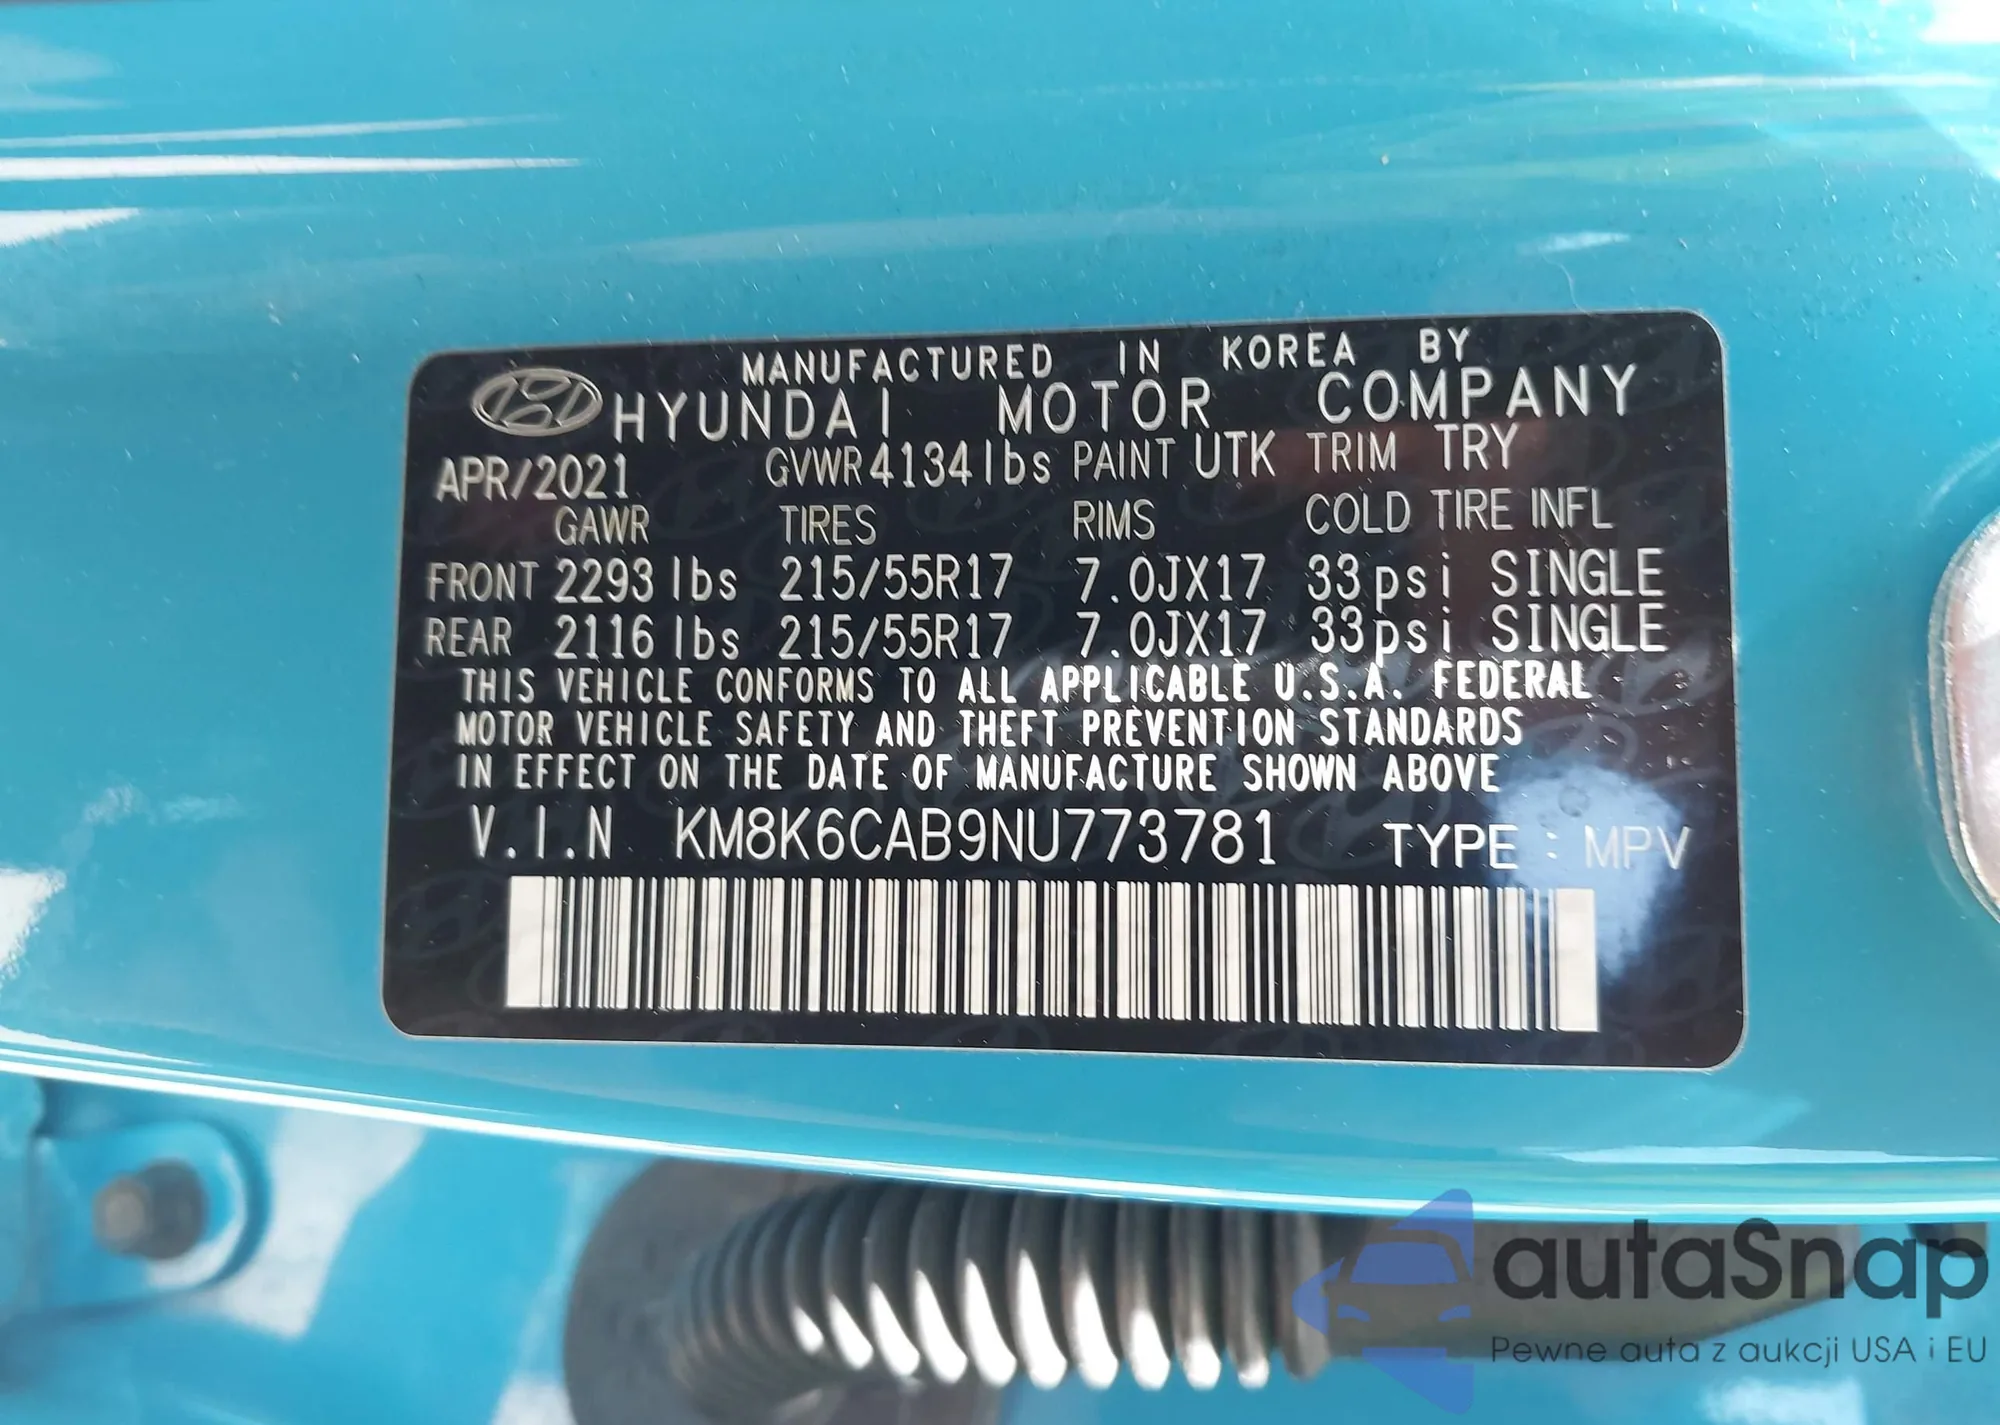 MANUFACTURED IN KOREA BY
HYUNDAI MOTOR COMPANY
APR/2021 GVWR 4134lbs PAINT UTK TRIM TRY
GAWR TIRES RIMS COLD TIRE INFL
FRONT 2293 lbs 215/55R17 7.0JX17 33psi SINGLE
REAR 2116 lbs 215/55R17 7.0JX17 33psi SINGLE
THIS VEHICLE CONFORMS TO ALL APPLICABLE U.S.A. FEDERAL
MOTOR VEHICLE SAFETY AND THEFT PREVENTION STANDARDS
IN EFFECT ON THE DATE OF MANUFACTURE SHOWN ABOVE
V.I.N KM8K6CAB9NU773781 TYPE : MPV
autaSnap
Pewne auta z aukcji USA i EU